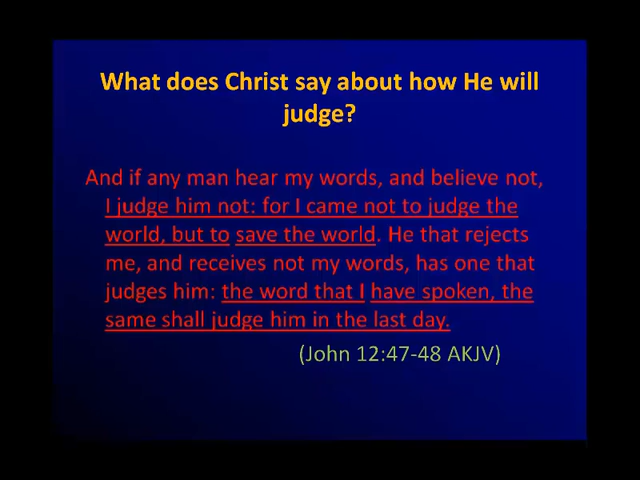 What does Christ say about how He will
judge?
And if any man hear my words, and believe not,
I judge him not: for I came not to judge the
world, but to save the world. He that rejects
me, and receives not my words, has one that
judges him: the word that I have spoken, the
same shall judge him in the last day.
(John 12:47-48 AKJV)